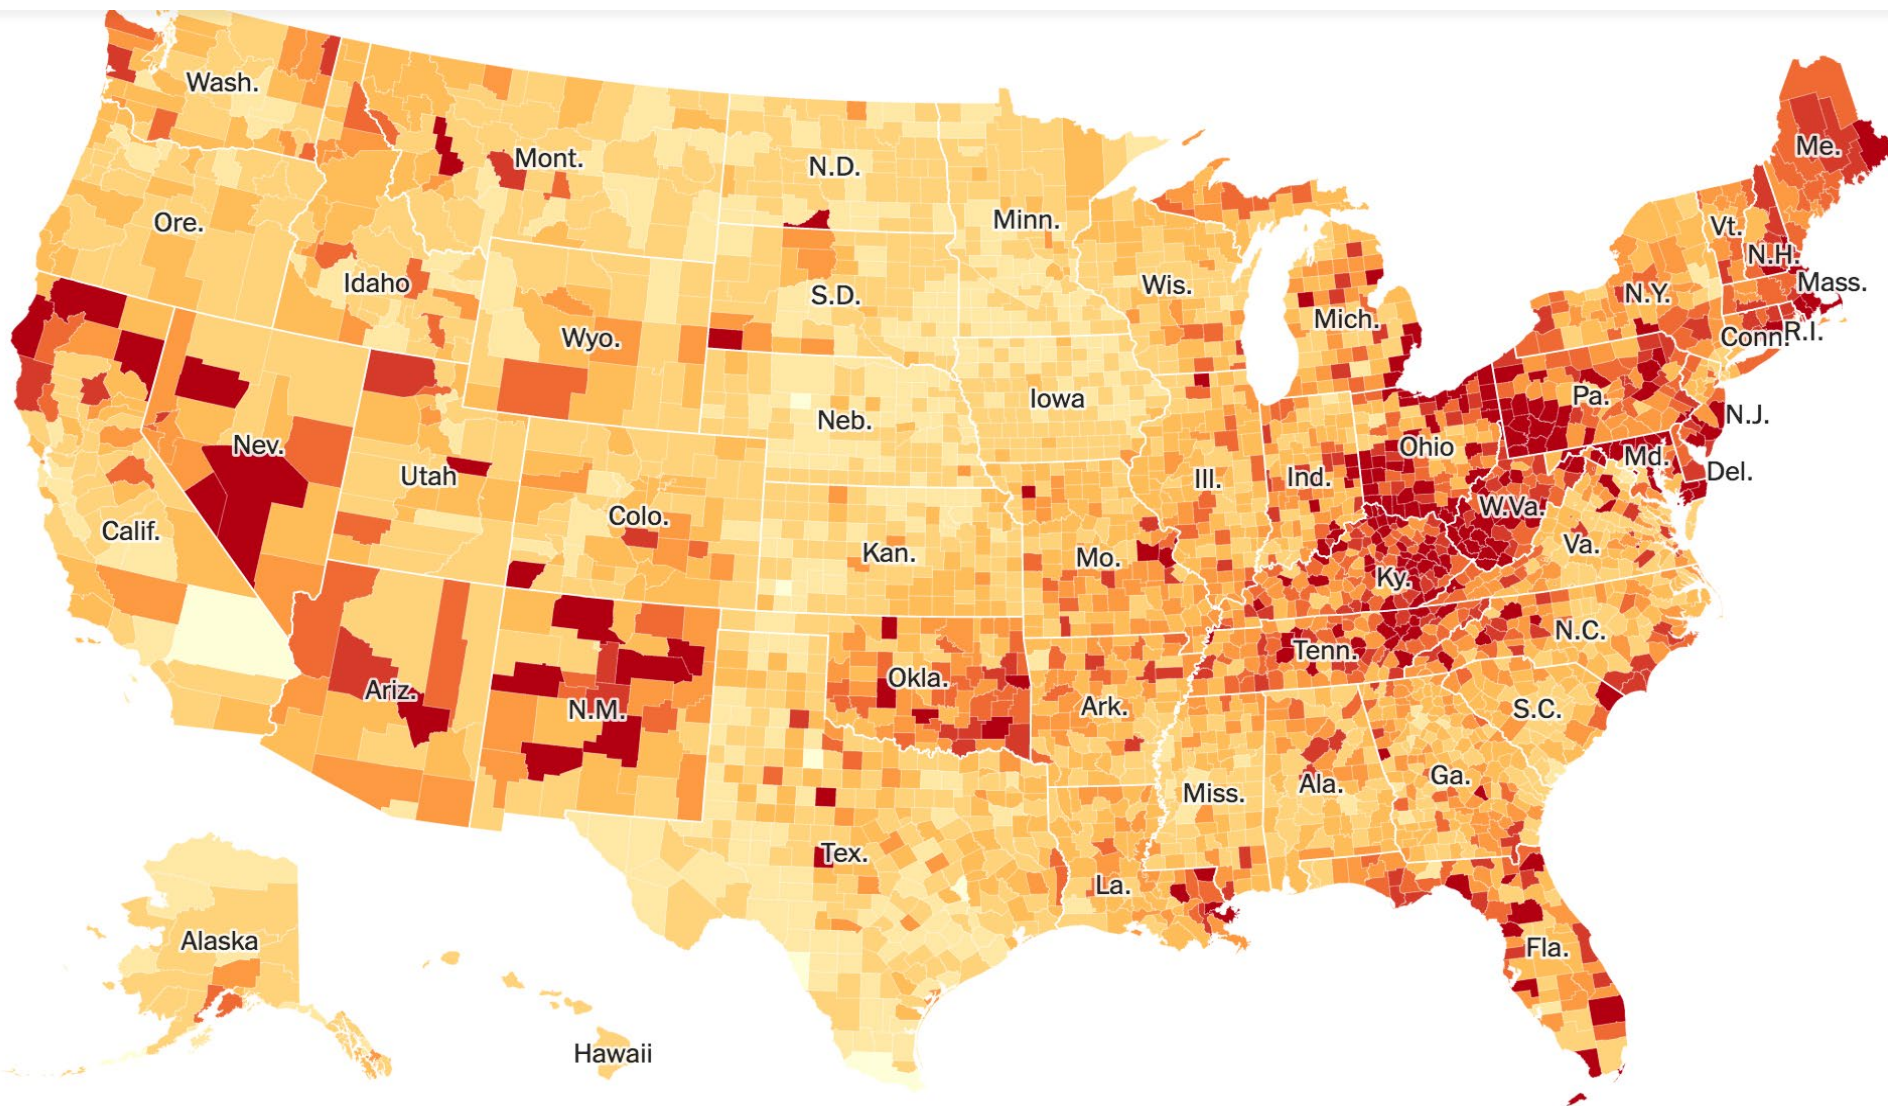 Wash.
Mont.
N.D.
Minn.
Me.
Ore.
Idaho
S.D.
Wis.
Vt.
N.H.
Mass.
Wyo.
Mich.
N.Y.
Conn.
R.I.
Neb.
Iowa
Pa.
N.J.
Nev.
Utah
Ill.
Ind.
Ohio
Md.
Del.
Calif.
Colo.
Kan.
Mo.
Ky.
W.Va.
Va.
Ariz.
N.M.
Okla.
Ark.
Tenn.
N.C.
S.C.
Tex.
La.
Miss.
Ala.
Ga.
Fla.
Alaska
Hawaii